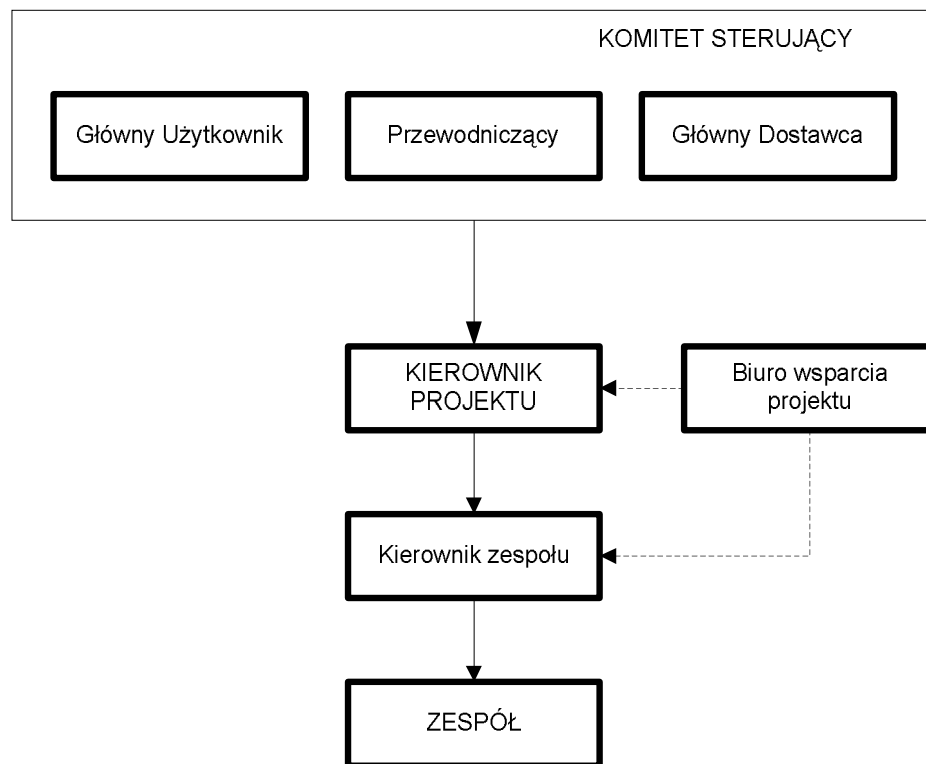 KOMITET STERUJĄCY
Główny Użytkownik
Przewodniczący
Główny Dostawca
KIEROWNIK
PROJEKTU
Biuro wsparcia
projektu
Kierownik zespołu
ZESPÓŁ